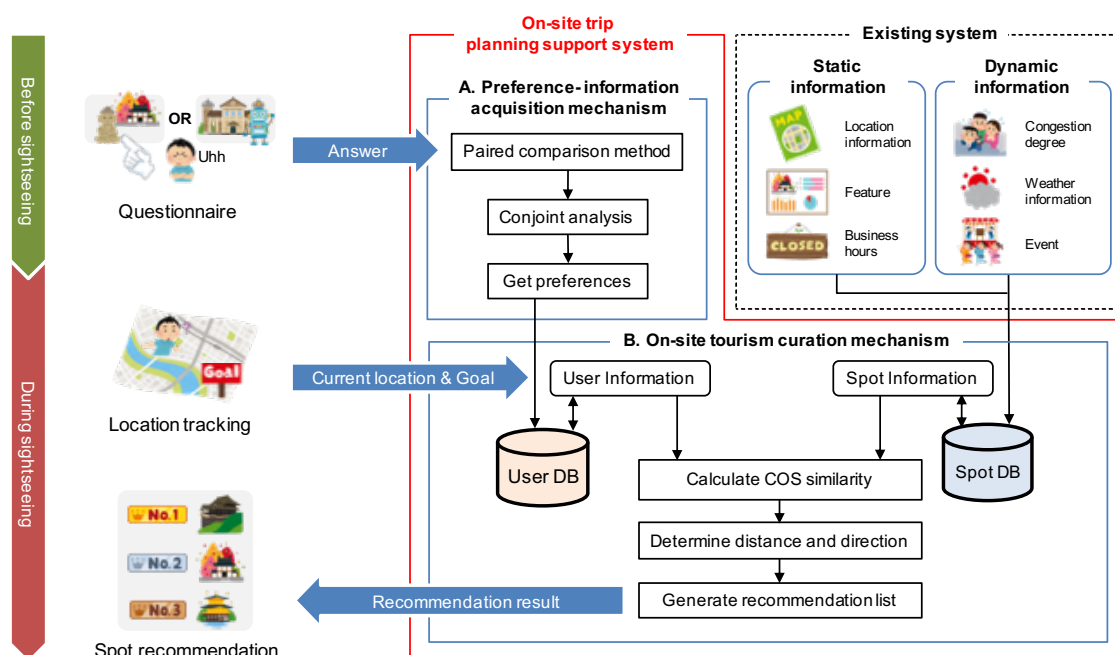 Before sightseeing
During sightseeing
OR
Uhh
Questionnaire
Answer
On-site trip
planning support system
A. Preference-information
acquisition mechanism
Paired comparison method
Conjoint analysis
Get preferences
Existing system
Static
information
MAP
Location
information
Feature
CLOSED
Business
hours
Dynamic
information
Congestion
degree
Weather
information
Event
Goal
Location tracking
Current location & Goal
B. On-site tourism curation mechanism
User Information
Spot Information
User DB
Spot DB
Calculate COS similarity
Determine distance and direction
Generate recommendation list
Recommendation result
No.1
No.2
No.3
Spot recommendation